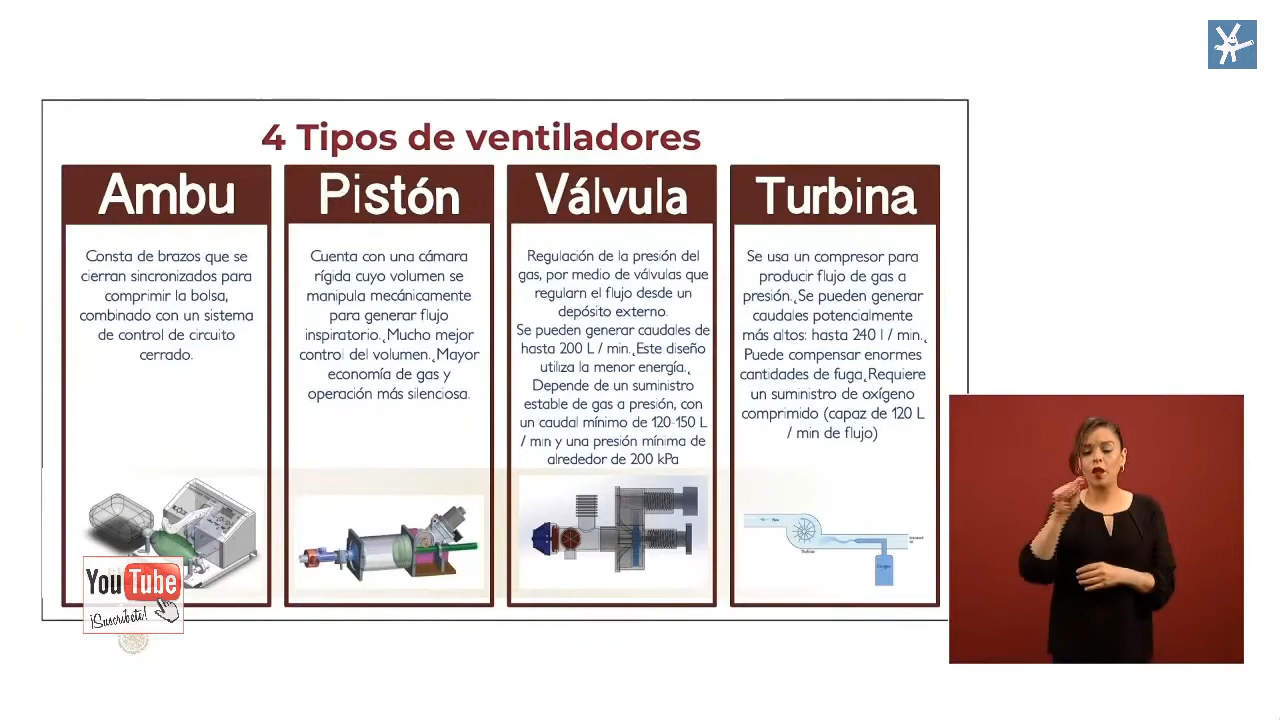 4 Tipos de ventiladores
Ambu
Consta de brazos que se
cierran sincronizados para
comprimir la bolsa,
combinado con un sistema
de control de circuito
cerrado.
Pistón
Cuenta con una cámara
rígida cuyo volumen se
manipula mecánicamente
para generar flujo
inspiratorio. Mucho mejor
control del volumen. Mayor
economía de gas y
operación más silenciosa.
Válvula
Regulación de la presión del
gas, por medio de válvulas que
regularn el flujo desde un
depósito externo.
Se pueden generar caudales de
hasta 200 L / min. Este diseño
utiliza la menor energía.
Depende de un suministro
estable de gas a presión, con
un caudal mínimo de 120-150 L
/ min y una presión mínima de
alrededor de 200 kPa
Turbina
Se usa un compresor para
producir flujo de gas a
presión. Se pueden generar
caudales potencialmente
más altos: hasta 240 l / min.
Puede compensar enormes
cantidades de fuga. Requiere
un suministro de oxígeno
comprimido (capaz de 120 L
/ min de flujo)
Flow
Turbine
Oxygen
YouTube
¡Suscríbete!